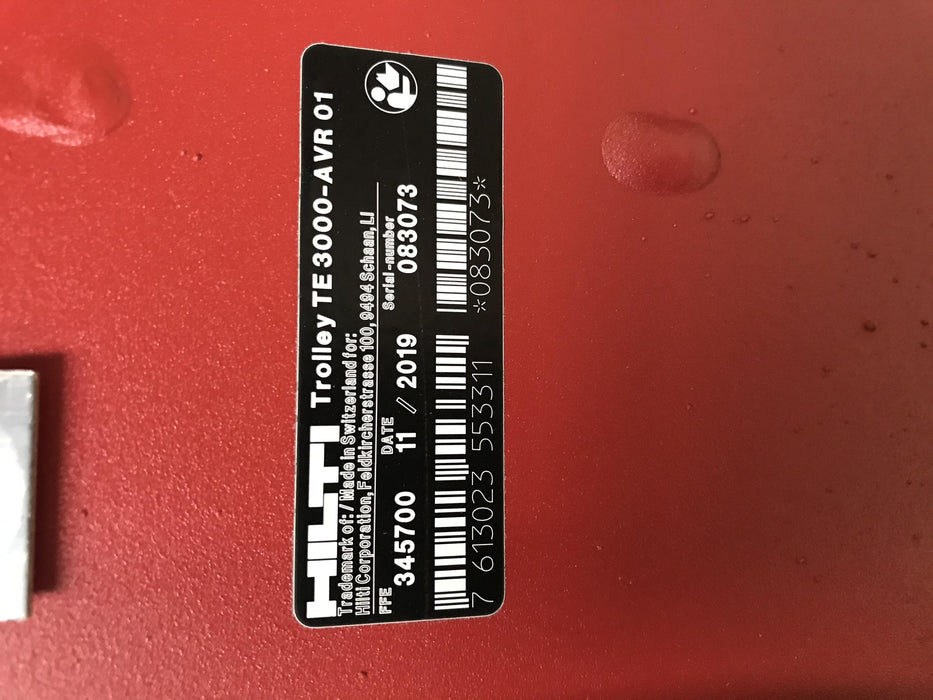 HILTI Trolley TE 3000-AVR 01
Trademark of: / Made in Switzerland for:
Hilti Corporation, Feldkircherstrasse 100, 9494 Schaan, LI
FFE DATE Serial-number
345700 11 / 2019 083073
7 613023 553311 *083073*